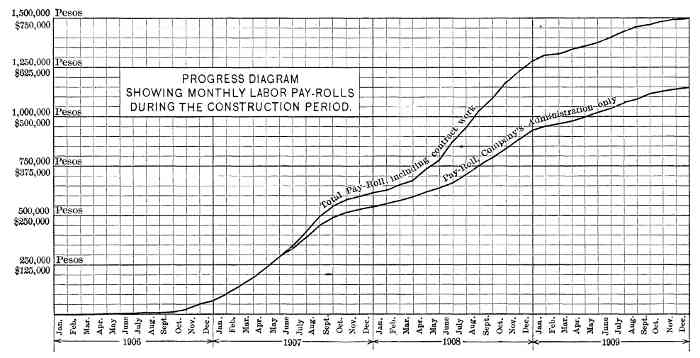 1,500,000 Pesos
$750,000
1,250,000 Pesos
$625,000
1,000,000 Pesos
$500,000
750,000 Pesos
$375,000
500,000 Pesos
$250,000
250,000 Pesos
$125,000
PROGRESS DIAGRAM
SHOWING MONTHLY LABOR PAY-ROLLS
DURING THE CONSTRUCTION PERIOD.
Total Pay-Roll, including contract work
Pay-Roll, Company's Administration only
Jan. Feb. Mar. Apr. May June July Aug. Sept. Oct. Nov. Dec. Jan. Feb. Mar. Apr. May June July Aug. Sept. Oct. Nov. Dec. Jan. Feb. Mar. Apr. May June July Aug. Sept. Oct. Nov. Dec. Jan. Feb. Mar. Apr. May June July Aug. Sept. Oct. Nov. Dec.
1906 1907 1908 1909